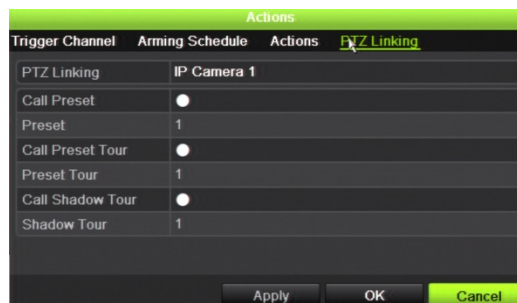 Actions
Trigger Channel Arming Schedule Actions PTZ Linking
PTZ Linking IP Camera 1
Call Preset
Preset 1
Call Preset Tour
Preset Tour 1
Call Shadow Tour
Shadow Tour 1
Apply OK Cancel